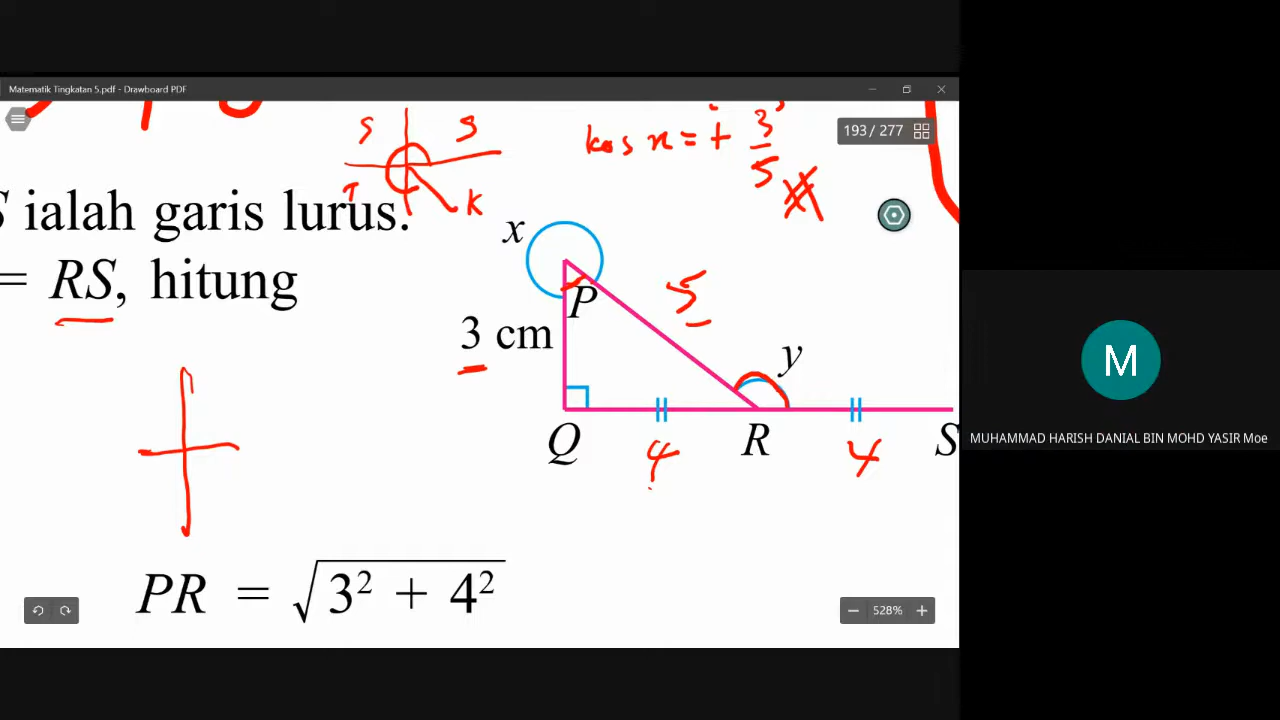 Matematik Tingkatan 5.pdf - Drawboard PDF
193 / 277
S S
T K
kos x = + 3/5
S ialah garis lurus.
= RS, hitung
x
P
5
3 cm
y
Q R S
4 4
MUHAMMAD HARISH DANIAL BIN MOHD YASIR Moe
M
PR = √3² + 4²
528%